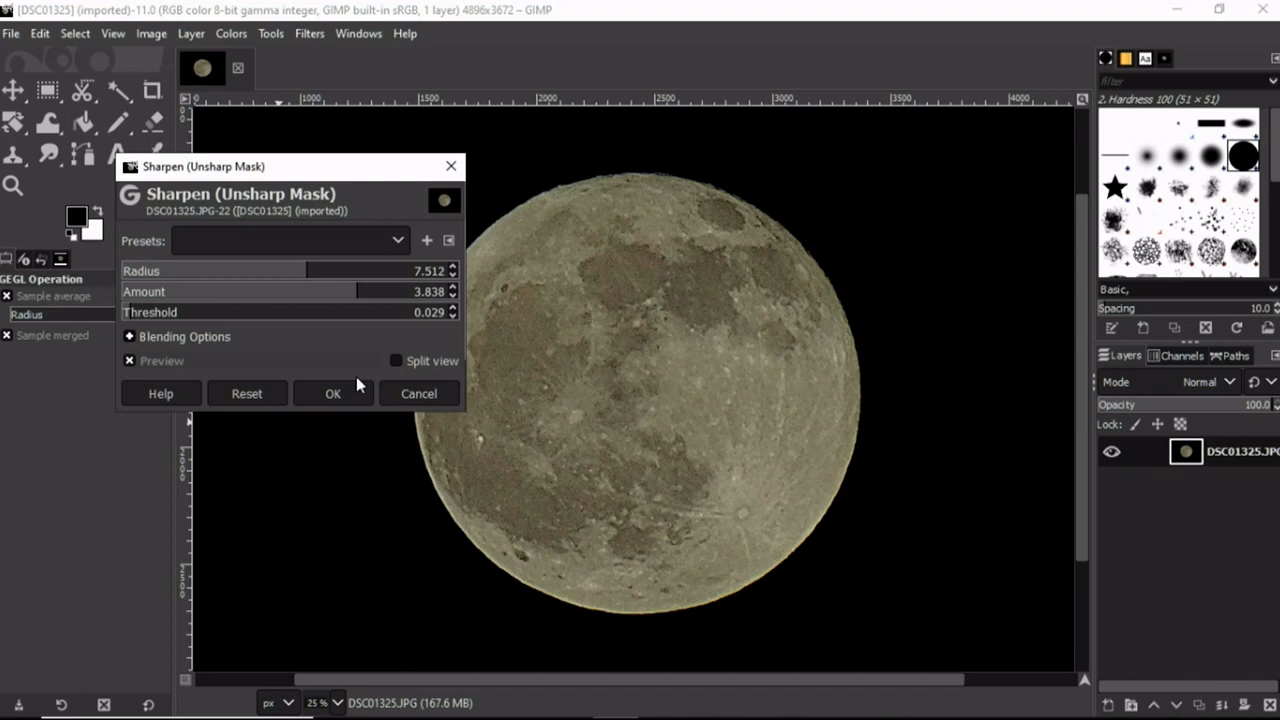 [DSC01325] (imported)-11.0 (RGB color 8-bit gamma integer, GIMP built-in sRGB, 1 layer) 4896x3672 – GIMP
File Edit Select View Image Layer Colors Tools Filters Windows Help
1000 1500 2000 2500 3000 3500 4000
filter
2. Hardness 100 (51 × 51)
Sharpen (Unsharp Mask)
G Sharpen (Unsharp Mask)
DSC01325.JPG-22 ([DSC01325] (imported))
Presets:
Radius 7.512
Amount 3.838
Threshold 0.029
Blending Options
Preview Split view
Help Reset OK Cancel
GEGL Operation
Sample average
Radius
Sample merged
Basic,
Spacing 10.0
Layers Channels Paths
Mode Normal
Opacity 100.0
Lock:
DSC01325.JPG
px 25 % DSC01325.JPG (167.6 MB)